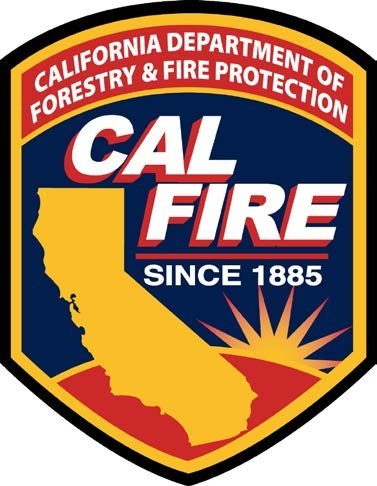 CALIFORNIA DEPARTMENT OF
FORESTRY & FIRE PROTECTION
CAL
FIRE
SINCE 1885